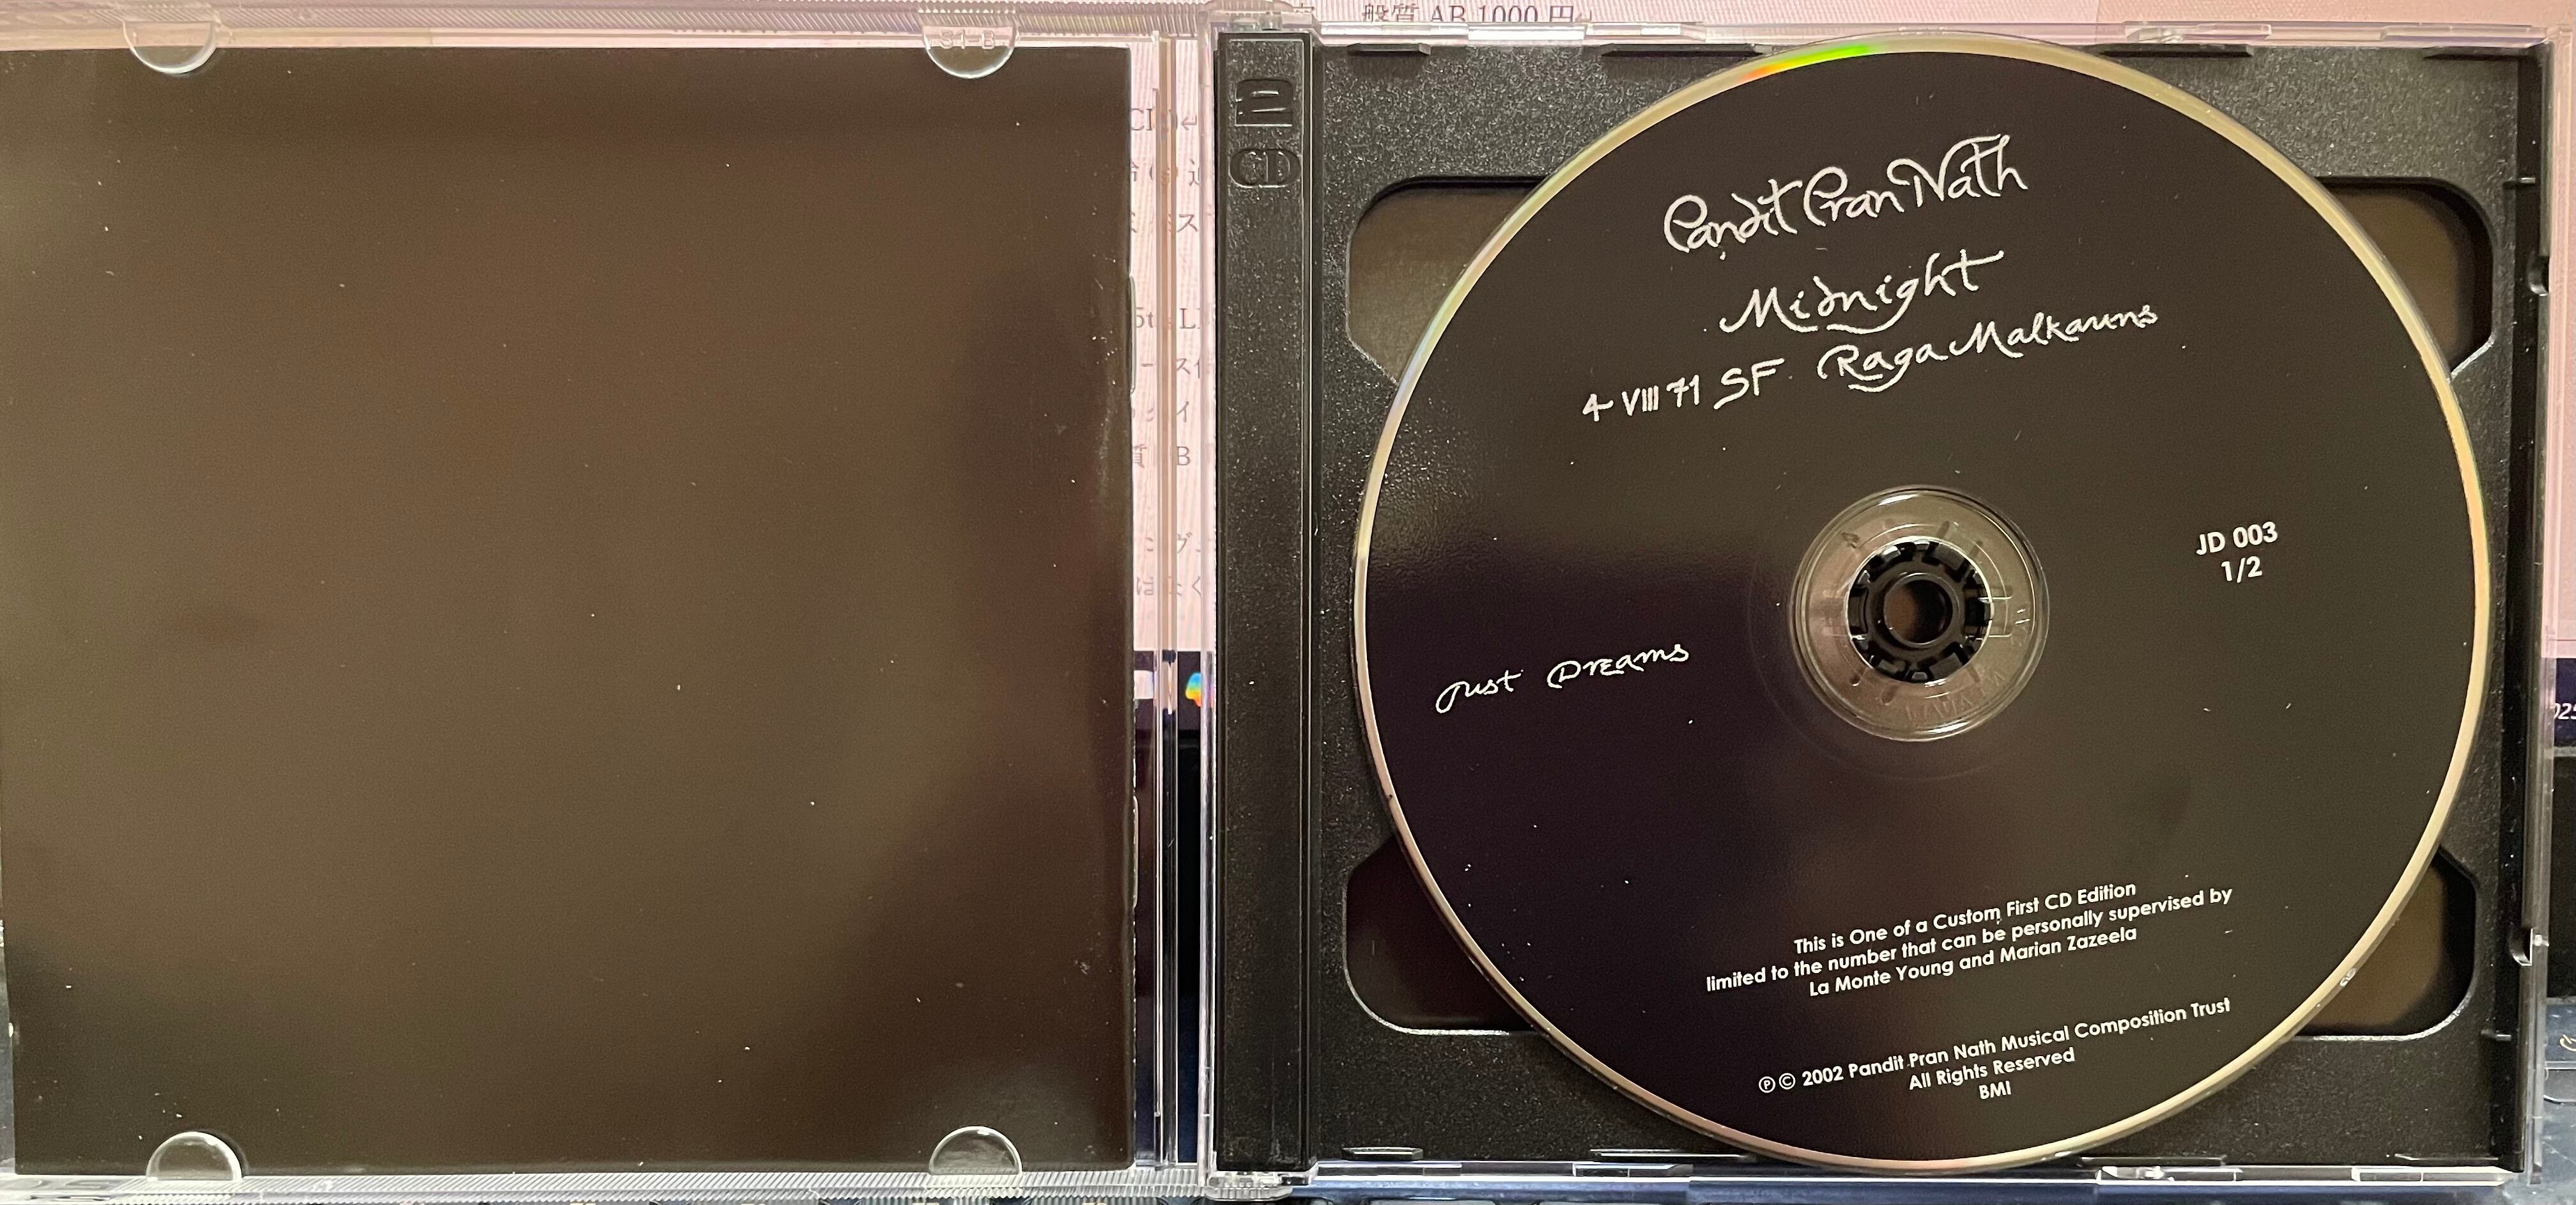 般質 AB 1000 円
S1-B
2
CD
Pandit Pran Nath
Midnight
4 VIII 71 SF Raga Malkauns
JD 003
1/2
Just Dreams
This is One of a Custom First CD Edition
limited to the number that can be personally supervised by
La Monte Young and Marian Zazeela
℗© 2002 Pandit Pran Nath Musical Composition Trust
All Rights Reserved
BMI